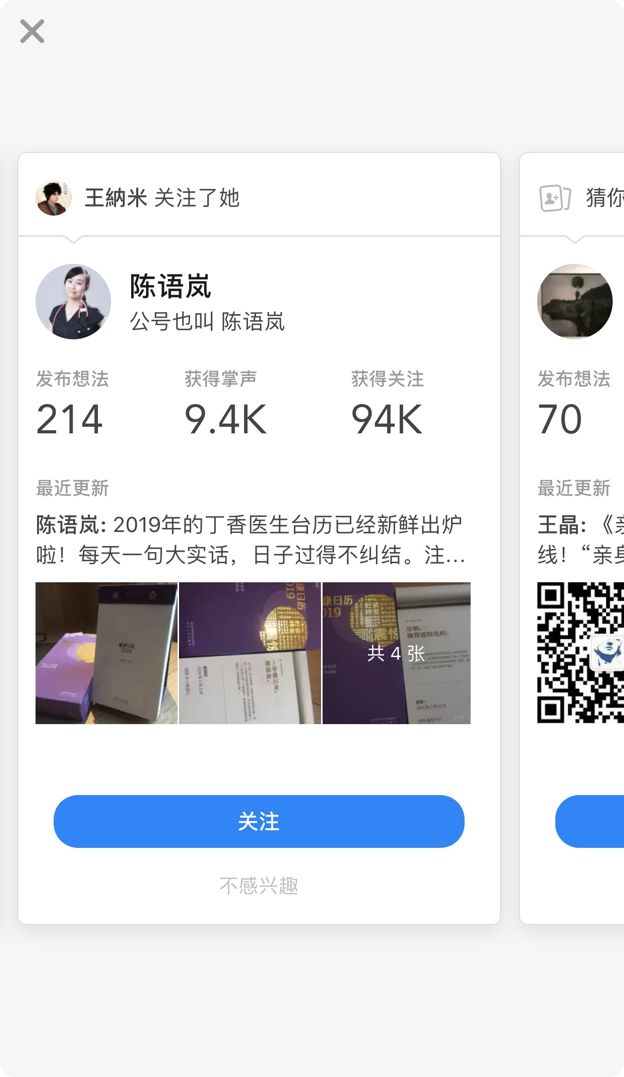 王納米 关注了她
陈语岚
公号也叫 陈语岚
发布想法 获得掌声 获得关注
214 9.4K 94K
最近更新
陈语岚: 2019年的丁香医生台历已经新鲜出炉
啦！每天一句大实话，日子过得不纠结。注...
共 4 张
关注
不感兴趣
猜你
发布想法
70
最近更新
王晶: 《亲
线！“亲身